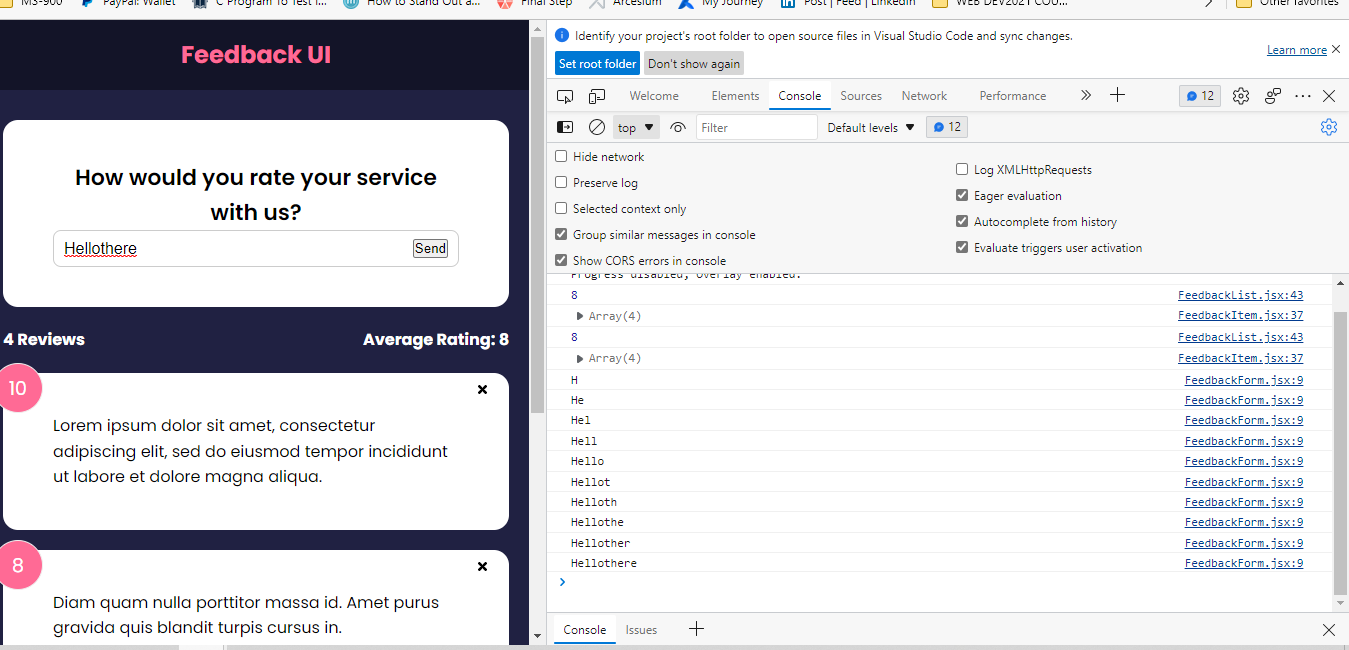 MS-900
PayPal: Wallet
C Program To Test I...
How to Stand Out a...
Final Step
Arcesium
My Journey
Post | Feed | LinkedIn
WEB DEV2021 COU...
Other favorites
Feedback UI
How would you rate your service
with us?
Hellothere
Send
4 Reviews
Average Rating: 8
10
Lorem ipsum dolor sit amet, consectetur
adipiscing elit, sed do eiusmod tempor incididunt
ut labore et dolore magna aliqua.
8
Diam quam nulla porttitor massa id. Amet purus
gravida quis blandit turpis cursus in.
Identify your project's root folder to open source files in Visual Studio Code and sync changes.
Learn more
Set root folder
Don't show again
Welcome
Elements
Console
Sources
Network
Performance
12
top
Filter
Default levels
12
Hide network
Preserve log
Selected context only
Group similar messages in console
Show CORS errors in console
Log XMLHttpRequests
Eager evaluation
Autocomplete from history
Evaluate triggers user activation
Progress disabled, Overlay enabled.
8 FeedbackList.jsx:43
Array(4) FeedbackItem.jsx:37
8 FeedbackList.jsx:43
Array(4) FeedbackItem.jsx:37
H FeedbackForm.jsx:9
He FeedbackForm.jsx:9
Hel FeedbackForm.jsx:9
Hell FeedbackForm.jsx:9
Hello FeedbackForm.jsx:9
Hellot FeedbackForm.jsx:9
Helloth FeedbackForm.jsx:9
Hellothe FeedbackForm.jsx:9
Hellother FeedbackForm.jsx:9
Hellothere FeedbackForm.jsx:9
Console
Issues